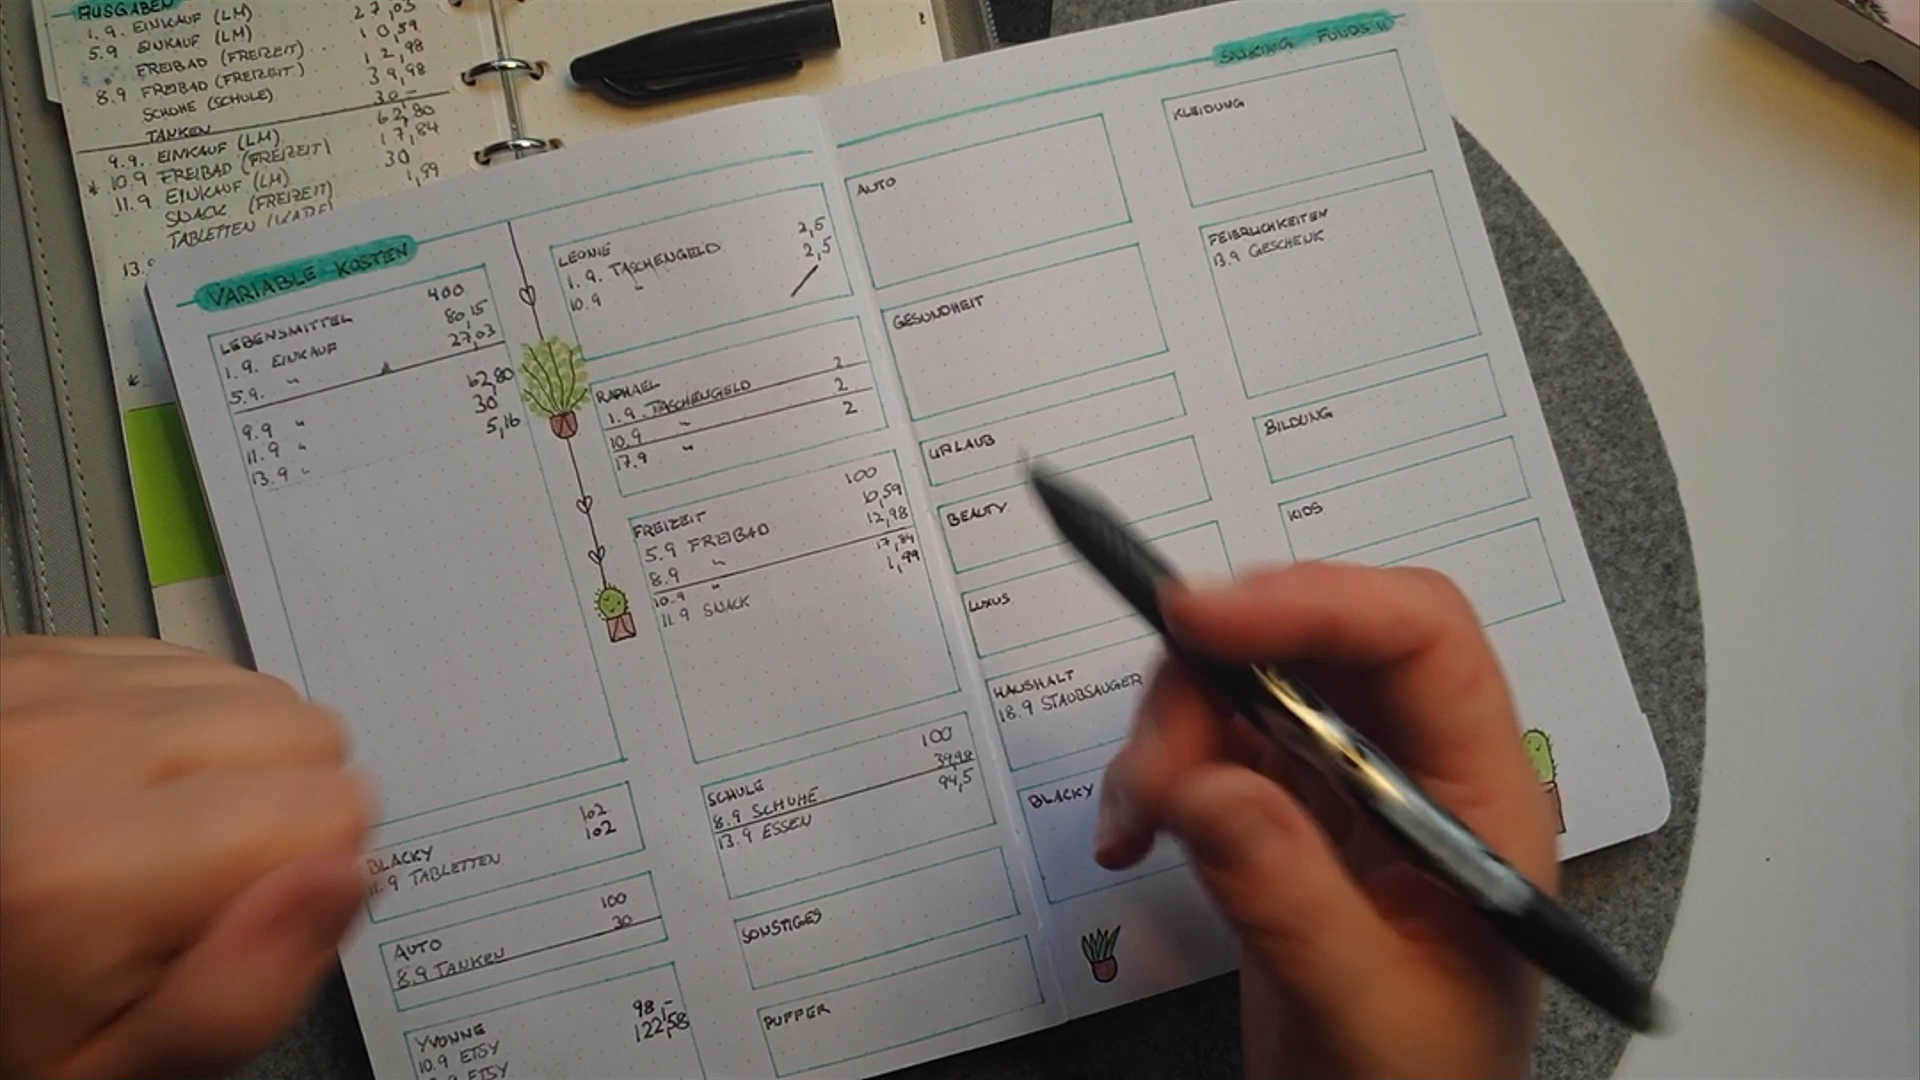 AUSGABEN
1.9. EINKAUF (LM) 27,03
5.9 EINKAUF (LM) 10,59
FREIBAD (FREIZEIT) 12,98
8.9 FREIBAD (FREIZEIT) 39,98
SCHUHE (SCHULE) 30-
TANKEN 62,80
9.9. EINKAUF (LM) 17,84
* 10.9 FREIBAD (FREIZEIT) 30
11.9 EINKAUF (LM) 1,99
SNACK (FREIZEIT)
TABLETTEN
13.9
VARIABLE KOSTEN
LEBENSMITTEL 400
1.9. EINKAUF 80,15
5.9. " 27,03
9.9 " 62,80
11.9 " 30
13.9 " 5,16
BLACKY 102
11.9 TABLETTEN 102
AUTO 100
8.9 TANKEN 30
YVONNE 98,-
10.9 ETSY 122,58
ETSY
LEONIE 2,5
1.9. TASCHENGELD 2,5
10.9 " /
RAPHAEL 2
1.9. TASCHENGELD 2
10.9 " 2
17.9 "
FREIZEIT 100
5.9 FREIBAD 10,59
8.9 " 12,98
10.9 " 17,84
11.9 SNACK 1,99
SCHULE 100
8.9 SCHUHE 39,98
13.9 ESSEN 94,5
SONSTIGES
PUFFER
SINKING FUNDS
AUTO
GESUNDHEIT
URLAUB
BEAUTY
LUXUS
HAUSHALT
18.9 STAUBSAUGER
BLACKY
KLEIDUNG
FEIERLICHKEITEN
13.9 GESCHENK
BILDUNG
KIDS